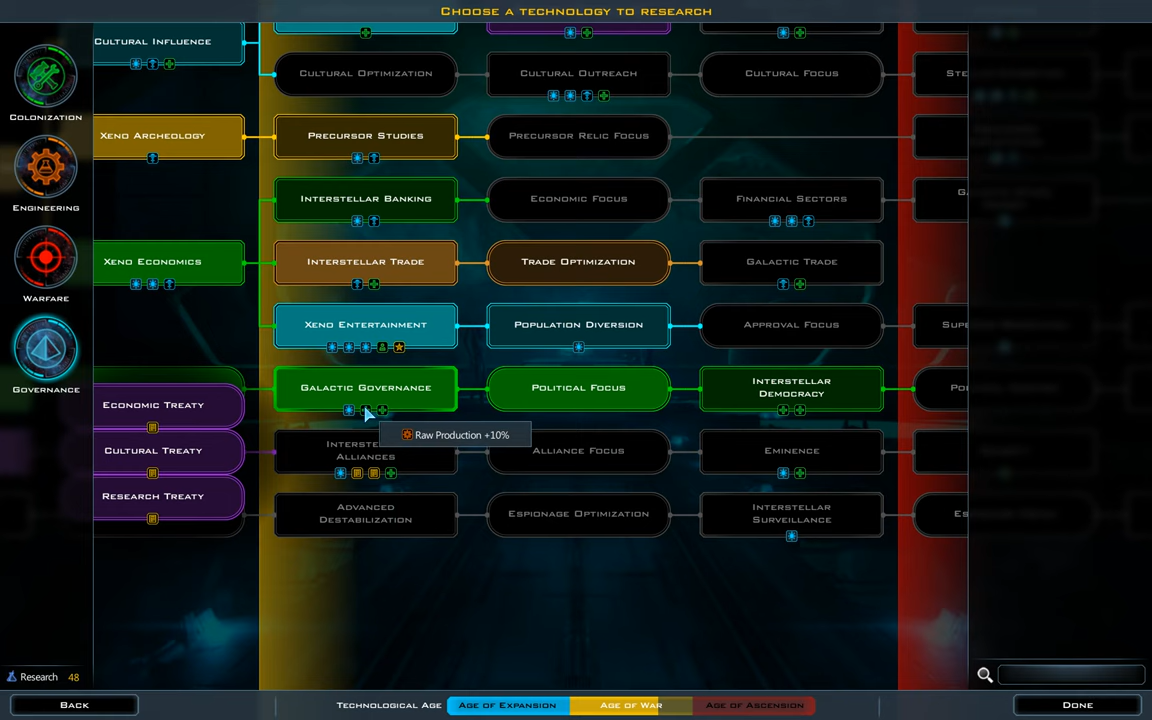 Choose a technology to research
Colonization
Engineering
Warfare
Governance
Cultural Influence
Cultural Optimization
Cultural Outreach
Cultural Focus
Xeno Archeology
Precursor Studies
Precursor Relic Focus
Interstellar Banking
Economic Focus
Financial Sectors
Xeno Economics
Interstellar Trade
Trade Optimization
Galactic Trade
Xeno Entertainment
Population Diversion
Approval Focus
Galactic Governance
Political Focus
Interstellar
Democracy
Economic Treaty
Raw Production +10%
Cultural Treaty
Alliances
Alliance Focus
Eminence
Research Treaty
Advanced
Destabilization
Espionage Optimization
Interstellar
Surveillance
Research 48
Back
Technological Age
Age of Expansion
Age of War
Age of Ascension
Done